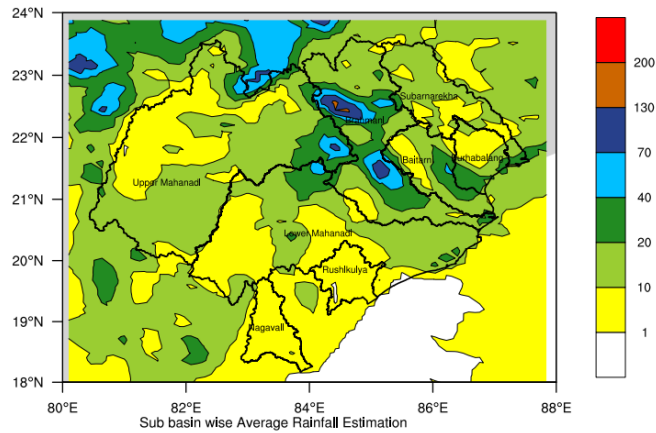 24°N
23°N
22°N
21°N
20°N
19°N
18°N
80°E
82°E
84°E
86°E
88°E
Subarnarekha
Baitarni
Burhabalang
Upper Mahanadi
Lower Mahanadi
Rushikulya
Nagavali
200
130
70
40
20
10
1
Sub basin wise Average Rainfall Estimation